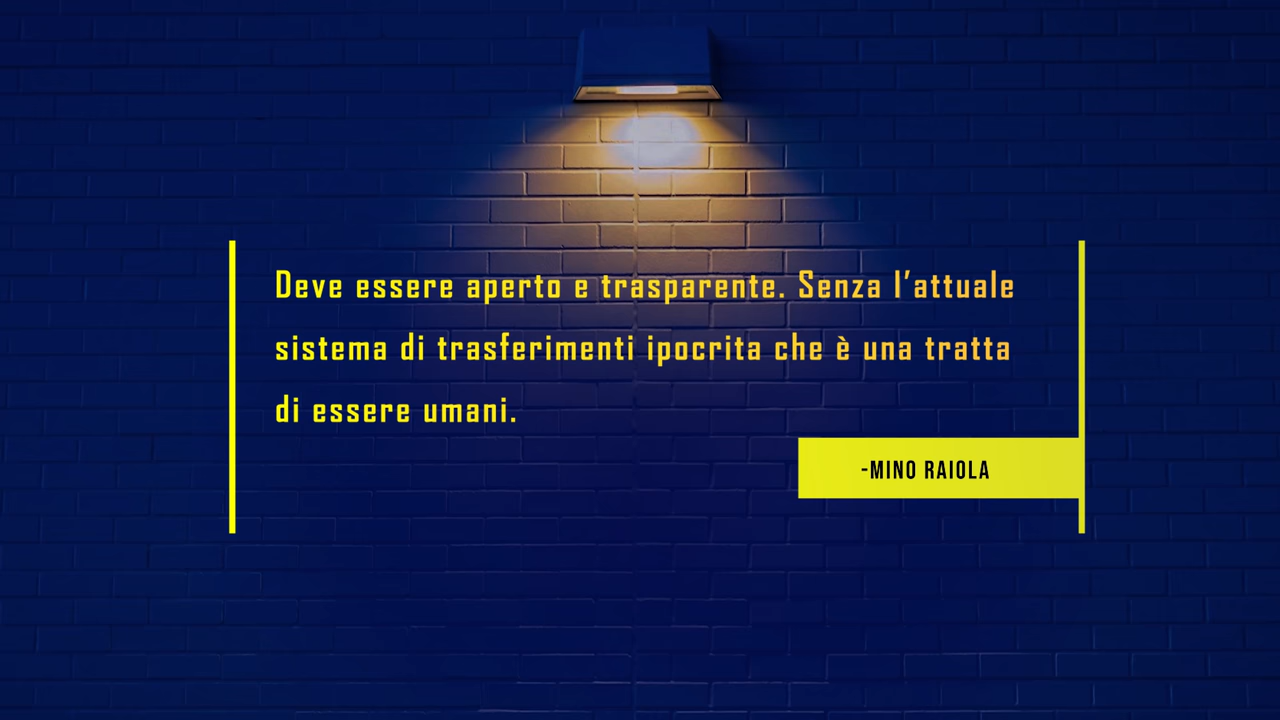 Deve essere aperto e trasparente. Senza l’attuale
sistema di trasferimenti ipocrita che è una tratta
di essere umani.
-MINO RAIOLA